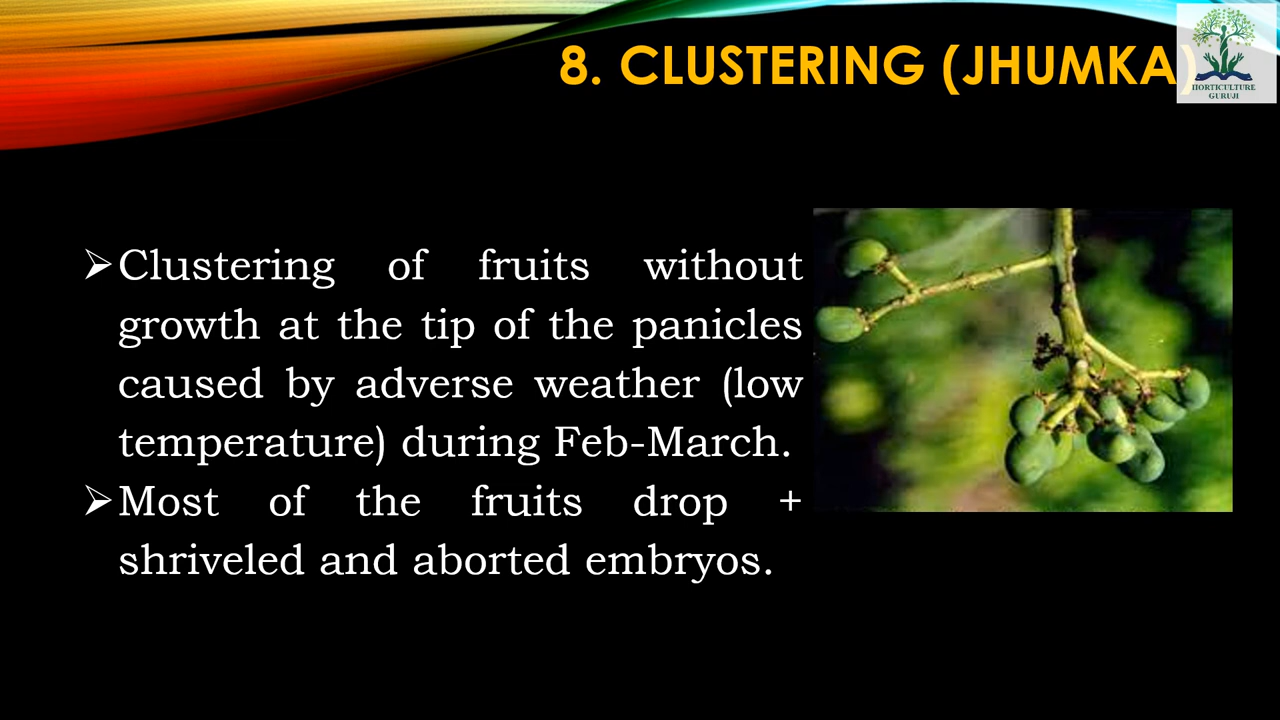 8. CLUSTERING (JHUMKA)
HORTICULTURE
GURUJI
➢Clustering of fruits without
growth at the tip of the panicles
caused by adverse weather (low
temperature) during Feb-March.
➢Most of the fruits drop +
shriveled and aborted embryos.